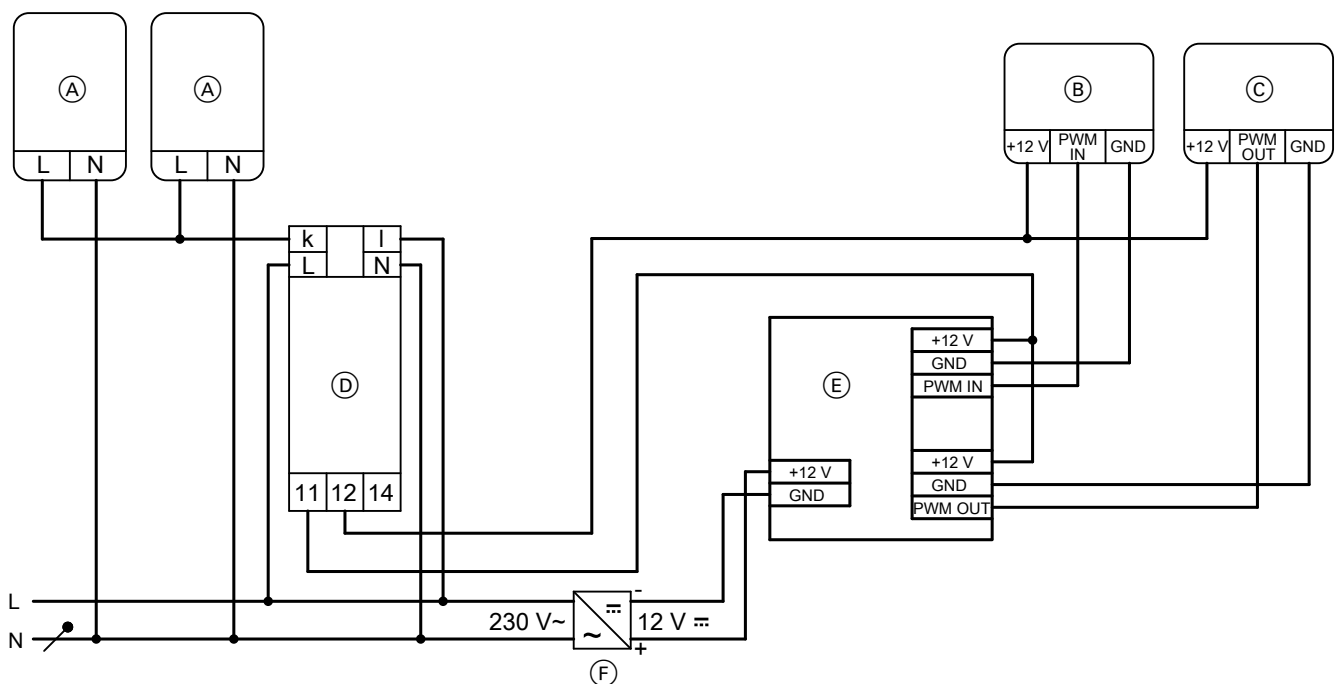 A
A
L N
L N
B
+12 V PWM IN GND
C
+12 V PWM OUT GND
k l
L N
D
11 12 14
E
+12 V
GND
PWM IN
+12 V
GND
PWM OUT
+12 V
GND
L
N
230 V~
~
-
12 V
+
F